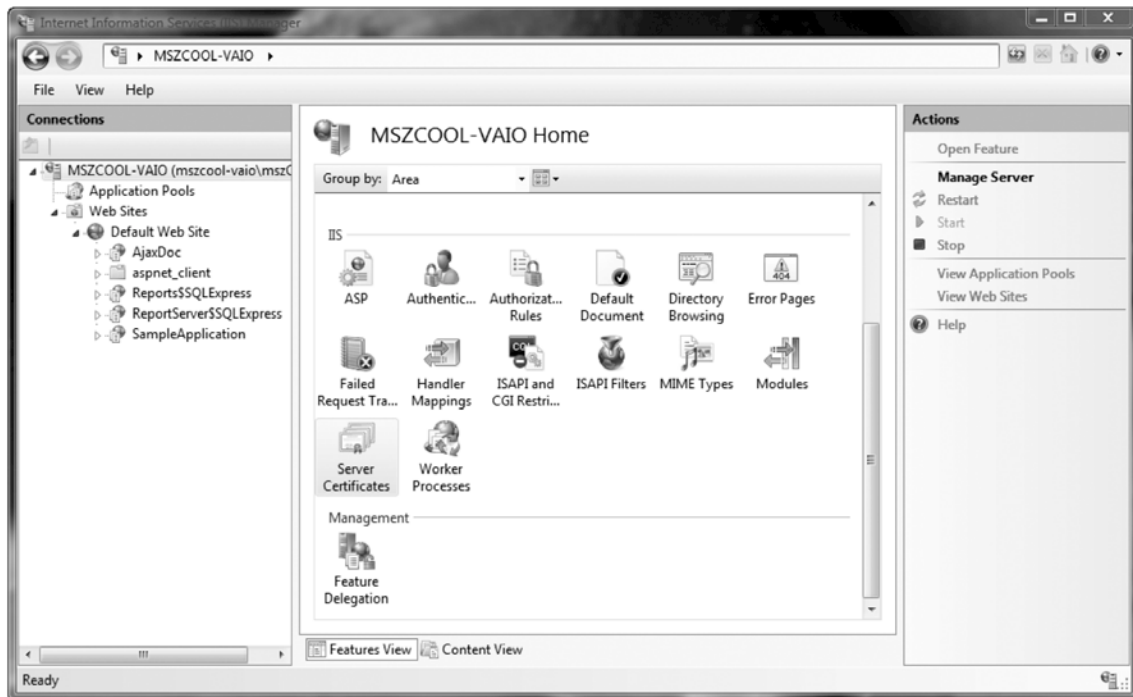 Internet Information Services (IIS) Manager
MSZCOOL-VAIO
File View Help
Connections
MSZCOOL-VAIO (mszcool-vaio\mszC
Application Pools
Web Sites
Default Web Site
AjaxDoc
aspnet_client
Reports$SQLExpress
ReportServer$SQLExpress
SampleApplication
MSZCOOL-VAIO Home
Group by: Area
IIS
ASP
Authentic...
Authorizat...
Rules
Default
Document
Directory
Browsing
404
Error Pages
Failed
Request Tra...
Handler
Mappings
COM
ISAPI and
CGI Restri...
ISAPI Filters
MIME Types
Modules
Server
Certificates
Worker
Processes
Management
Feature
Delegation
Features View
Content View
Actions
Open Feature
Manage Server
Restart
Start
Stop
View Application Pools
View Web Sites
Help
Ready